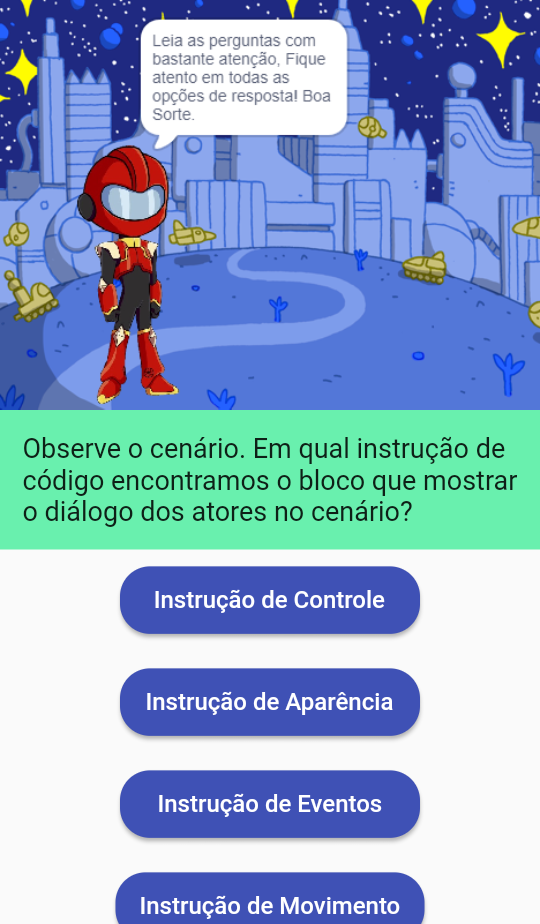 Leia as perguntas com
bastante atenção, Fique
atento em todas as
opções de resposta! Boa
Sorte.
Observe o cenário. Em qual instrução de
código encontramos o bloco que mostrar
o diálogo dos atores no cenário?
Instrução de Controle
Instrução de Aparência
Instrução de Eventos
Instrução de Movimento